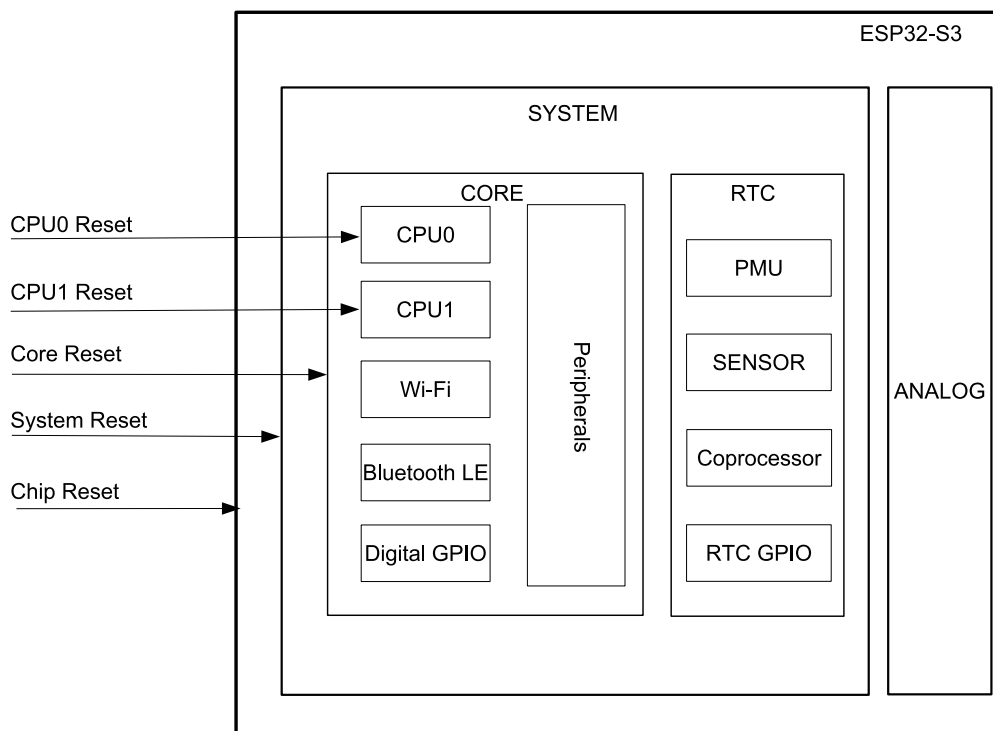 ESP32-S3
SYSTEM
CORE
RTC
CPU0 Reset
CPU0
PMU
CPU1 Reset
CPU1
Core Reset
SENSOR
Wi-Fi
Peripherals
ANALOG
System Reset
Bluetooth LE
Coprocessor
Chip Reset
Digital GPIO
RTC GPIO